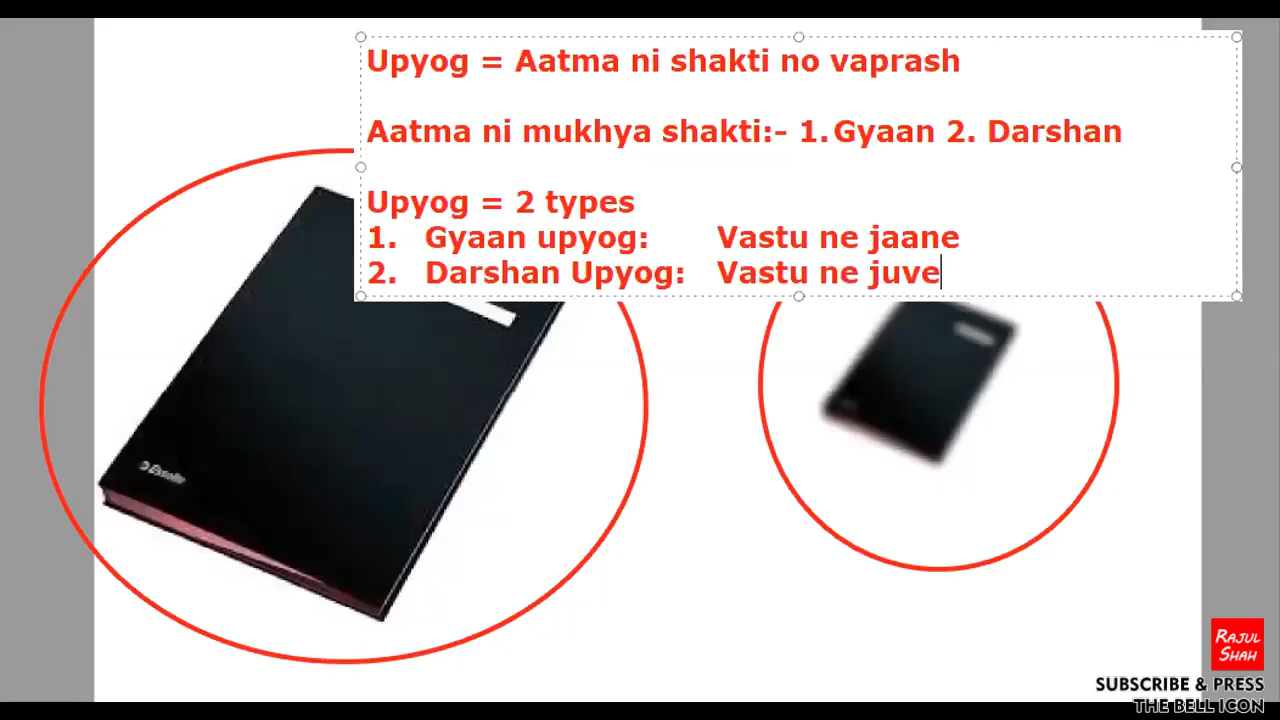 Upyog = Aatma ni shakti no vaprash
Aatma ni mukhya shakti:- 1. Gyaan 2. Darshan
Upyog = 2 types
1. Gyaan upyog: Vastu ne jaane
2. Darshan Upyog: Vastu ne juve
Esselte
RAJUL
SHAH
SUBSCRIBE & PRESS
THE BELL ICON